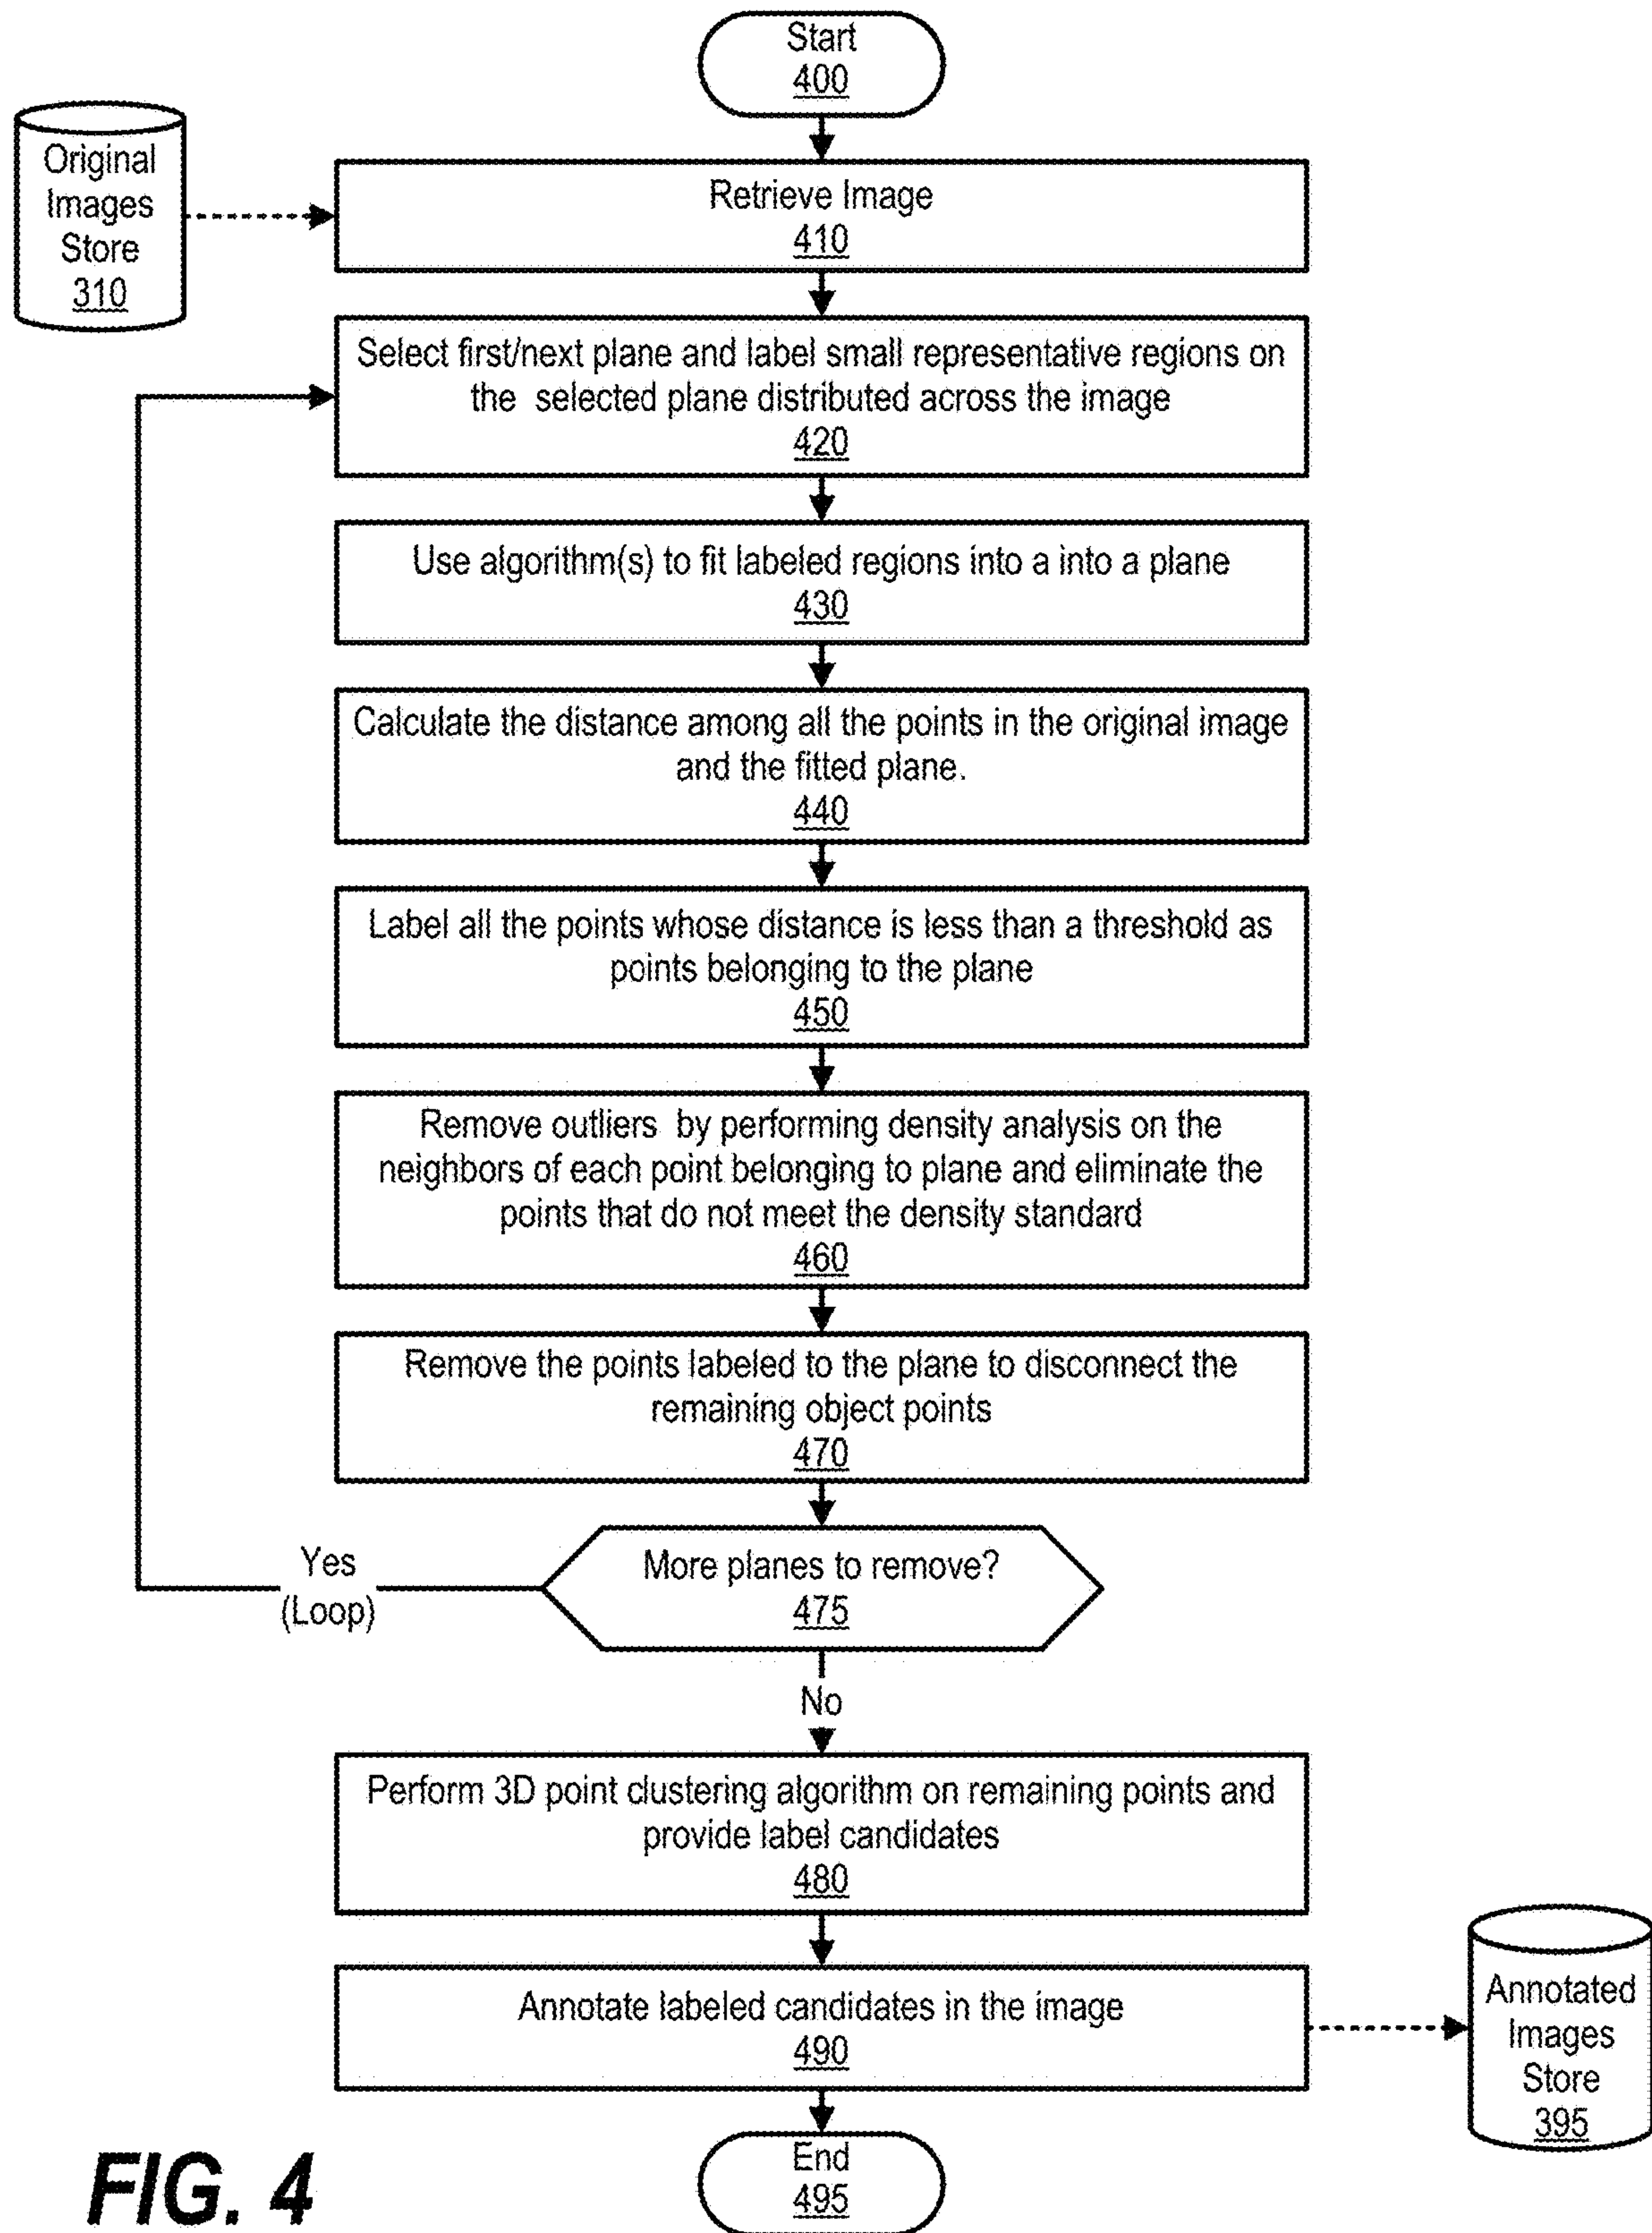 Start
400
Original
Images
Store
310
Retrieve Image
410
Select first/next plane and label small representative regions on
the selected plane distributed across the image
420
Use algorithm(s) to fit labeled regions into a into a plane
430
Calculate the distance among all the points in the original image
and the fitted plane.
440
Label all the points whose distance is less than a threshold as
points belonging to the plane
450
Remove outliers by performing density analysis on the
neighbors of each point belonging to plane and eliminate the
points that do not meet the density standard
460
Remove the points labeled to the plane to disconnect the
remaining object points
470
More planes to remove?
475
Yes
(Loop)
No
Perform 3D point clustering algorithm on remaining points and
provide label candidates
480
Annotate labeled candidates in the image
490
Annotated
Images
Store
395
End
495
FIG. 4